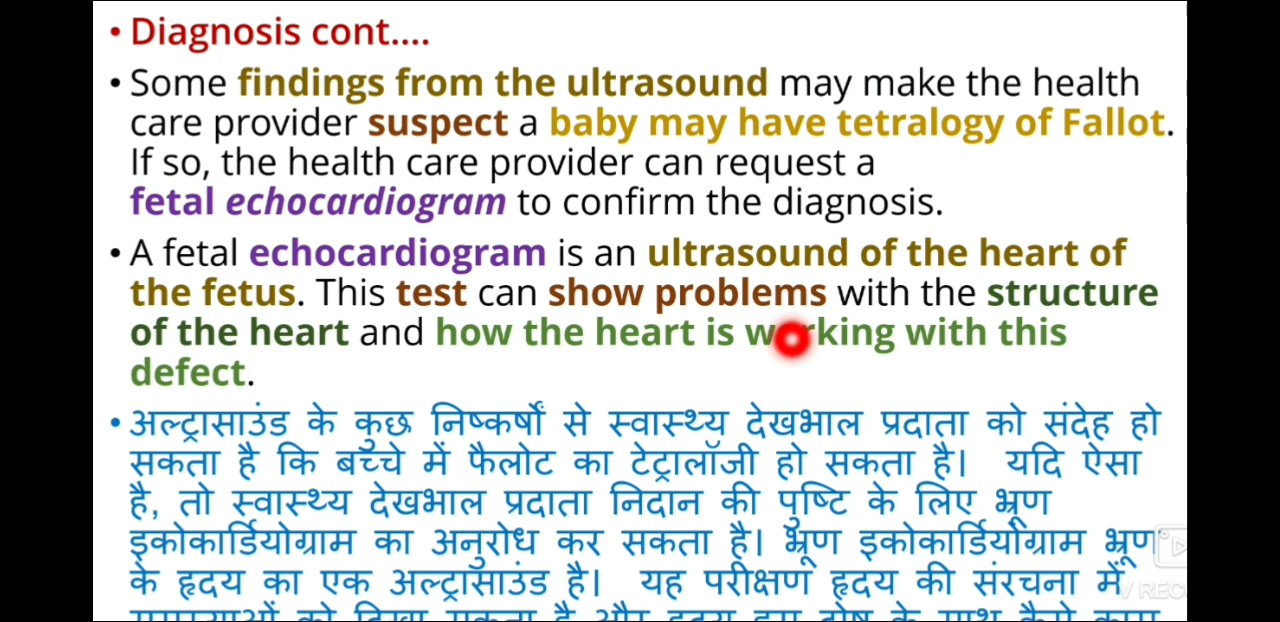 • Diagnosis cont....
• Some findings from the ultrasound may make the health
care provider suspect a baby may have tetralogy of Fallot.
If so, the health care provider can request a
fetal echocardiogram to confirm the diagnosis.
• A fetal echocardiogram is an ultrasound of the heart of
the fetus. This test can show problems with the structure
of the heart and how the heart is working with this
defect.
• अल्ट्रासाउंड के कुछ निष्कर्षों से स्वास्थ्य देखभाल प्रदाता को संदेह हो
सकता है कि बच्चे में फैलोट का टेट्रालॉजी हो सकता है। यदि ऐसा
है, तो स्वास्थ्य देखभाल प्रदाता निदान की पुष्टि के लिए भ्रूण
इकोकार्डियोग्राम का अनुरोध कर सकता है। भ्रूण इकोकार्डियोग्राम भ्रूण
के हृदय का एक अल्ट्रासाउंड है। यह परीक्षण हृदय की संरचना में